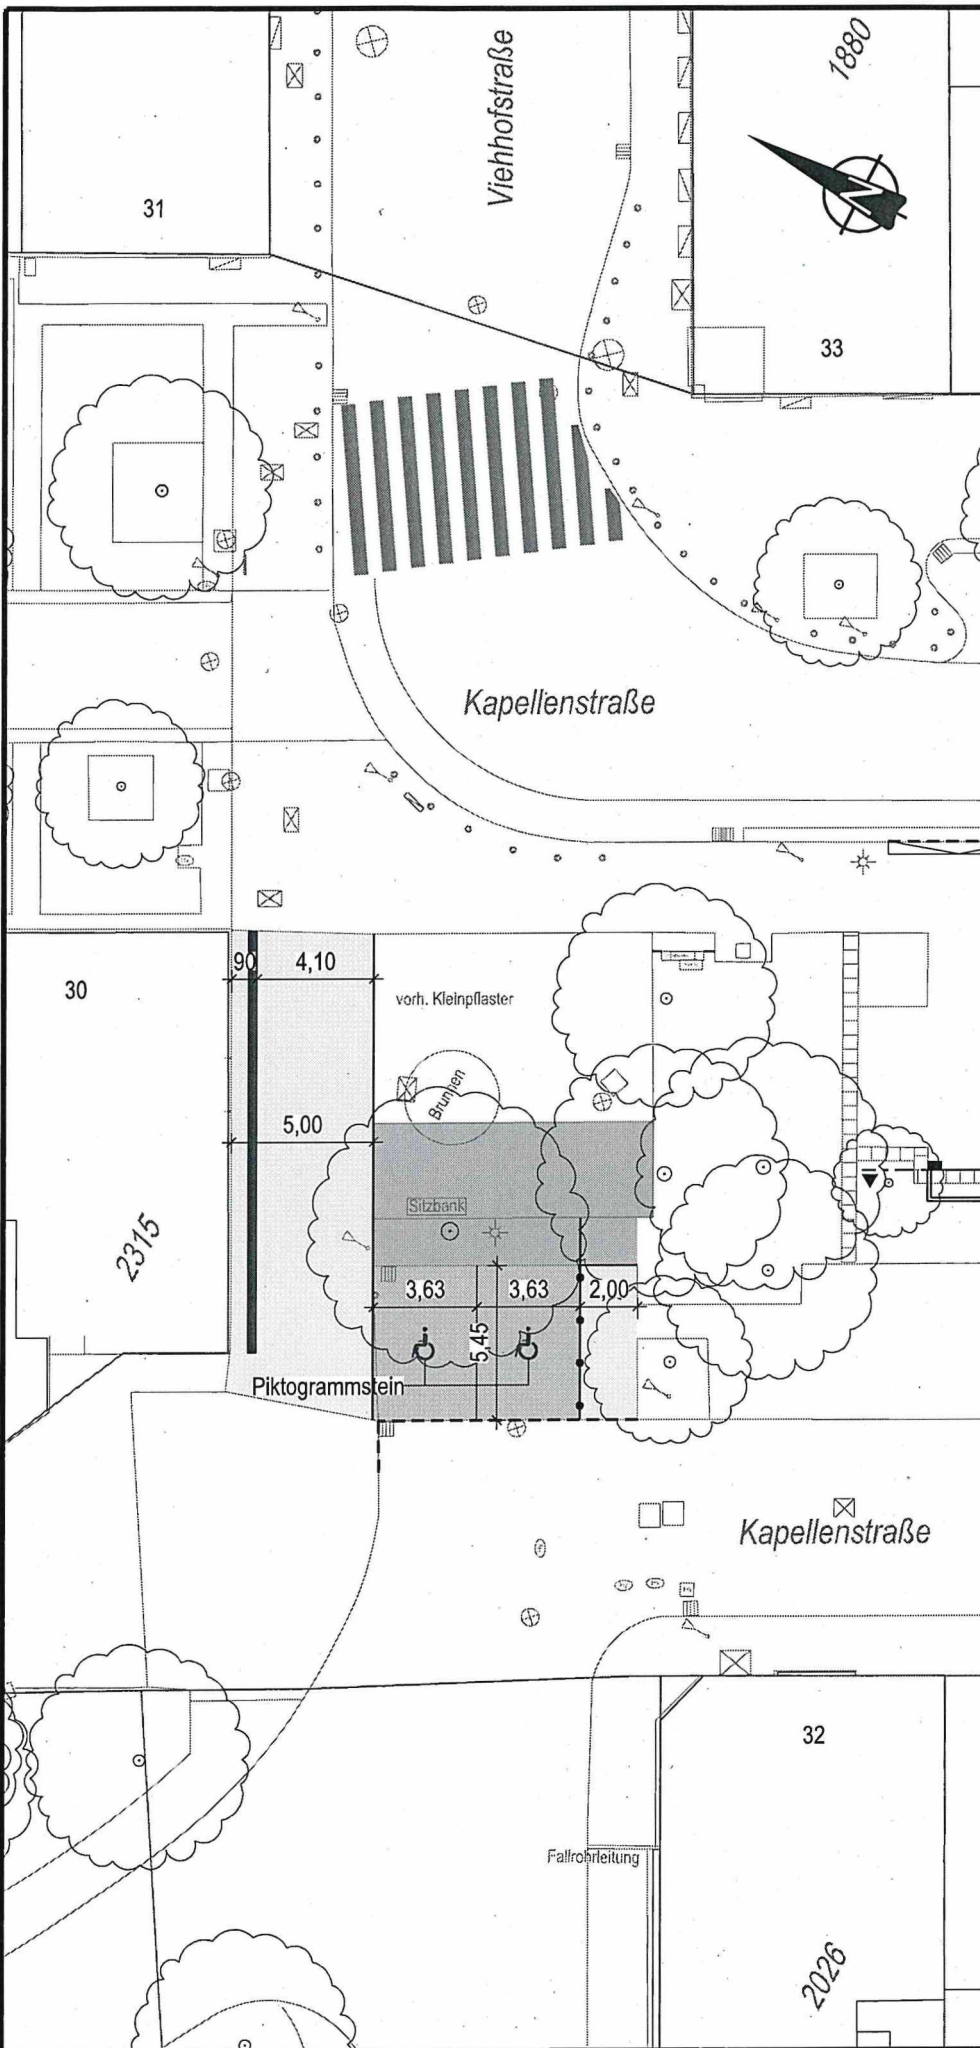 Viehhofstraße
1880
31
N
33
Kapellenstraße
30
90
4,10
vorh. Kleinpflaster
Brunnen
5,00
2315
Sitzbank
3,63
3,63
2,00
5,45
Piktogrammstein
Kapellenstraße
32
Fallrohrleitung
2026